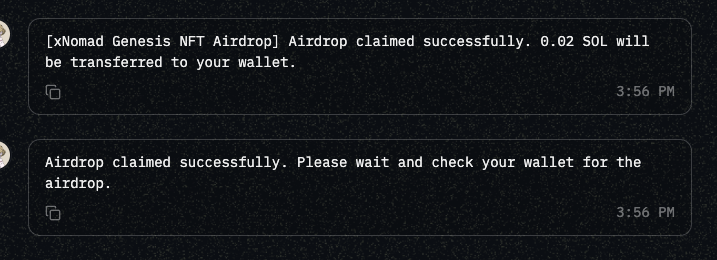 [xNomad Genesis NFT Airdrop] Airdrop claimed successfully. 0.02 SOL will
be transferred to your wallet.
3:56 PM
Airdrop claimed successfully. Please wait and check your wallet for the
airdrop.
3:56 PM